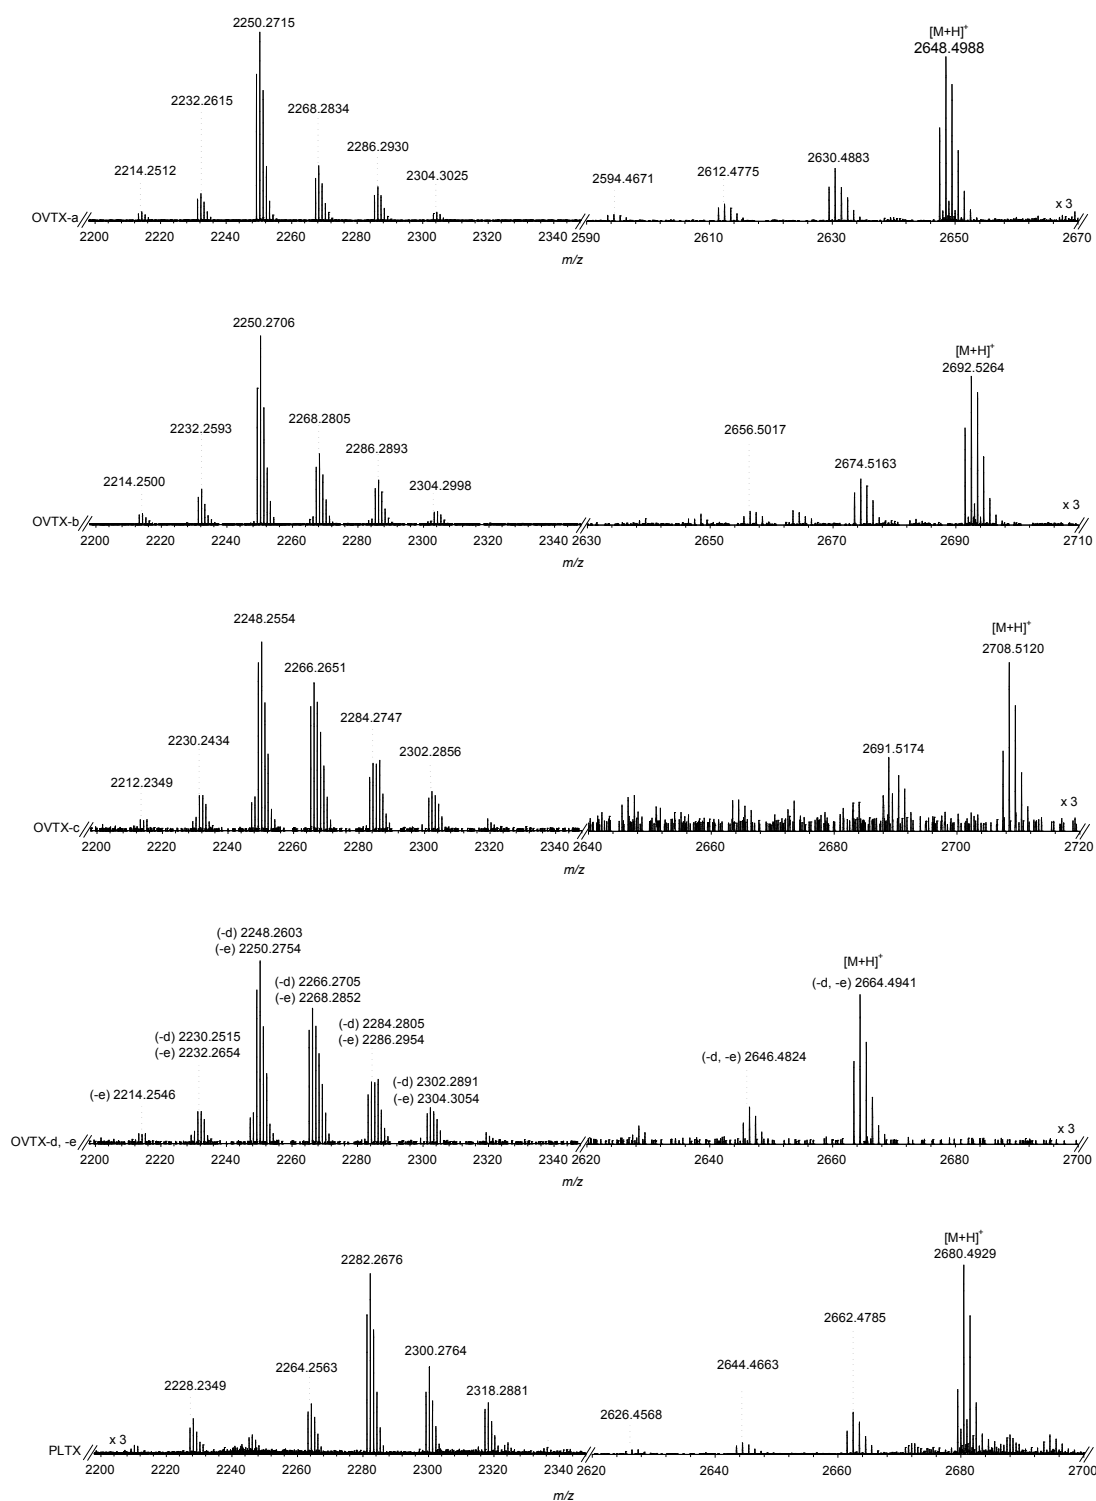 2250.2715
[M+H]+
2648.4988
2232.2615
2268.2834
2286.2930
2214.2512
2304.3025
2594.4671
2612.4775
2630.4883
x 3
OVTX-a
2200 2220 2240 2260 2280 2300 2320 2340 2590 2610 2630 2650 2670
m/z
2250.2706
[M+H]+
2692.5264
2232.2593
2268.2805
2286.2893
2214.2500
2304.2998
2656.5017
2674.5163
x 3
OVTX-b
2200 2220 2240 2260 2280 2300 2320 2340 2630 2650 2670 2690 2710
m/z
2248.2554
[M+H]+
2708.5120
2266.2651
2284.2747
2230.2434
2302.2856
2212.2349
2691.5174
x 3
OVTX-c
2200 2220 2240 2260 2280 2300 2320 2340 2640 2660 2680 2700 2720
m/z
(-d) 2248.2603
(-e) 2250.2754
[M+H]+
(-d, -e) 2664.4941
(-d) 2266.2705
(-e) 2268.2852
(-d) 2284.2805
(-e) 2286.2954
(-d) 2230.2515
(-e) 2232.2654
(-d, -e) 2646.4824
(-d) 2302.2891
(-e) 2304.3054
(-e) 2214.2546
x 3
OVTX-d, -e
2200 2220 2240 2260 2280 2300 2320 2340 2620 2640 2660 2680 2700
m/z
[M+H]+
2680.4929
2282.2676
2662.4785
2300.2764
2264.2563
2644.4663
2228.2349
2318.2881
2626.4568
x 3
PLTX
2200 2220 2240 2260 2280 2300 2320 2340 2620 2640 2660 2680 2700
m/z